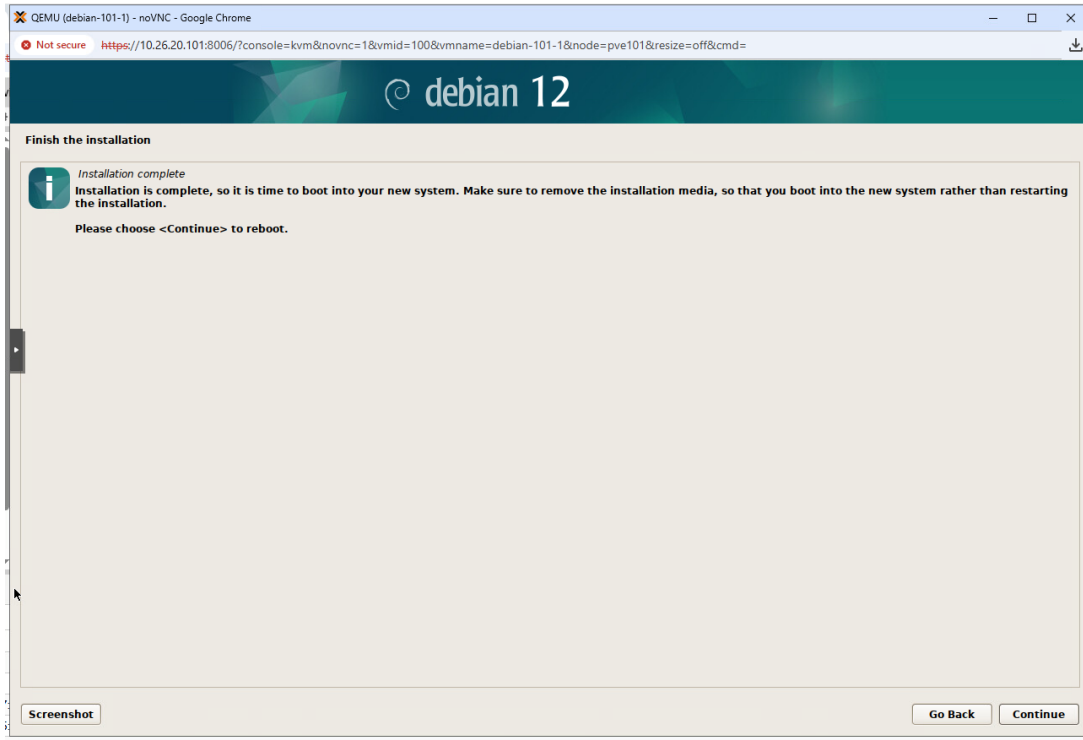 QEMU (debian-101-1) - noVNC - Google Chrome
Not secure https://10.26.20.101:8006/?console=kvm&novnc=1&vmid=100&vmname=debian-101-1&node=pve101&resize=off&cmd=
debian 12
Finish the installation
Installation complete
Installation is complete, so it is time to boot into your new system. Make sure to remove the installation media, so that you boot into the new system rather than restarting
the installation.
Please choose <Continue> to reboot.
Screenshot
Go Back
Continue